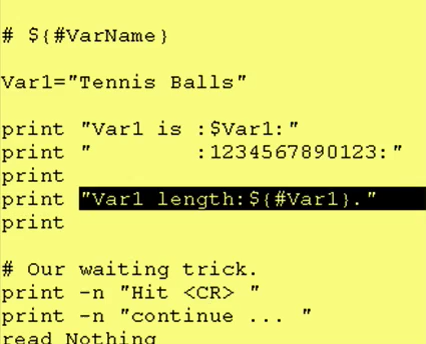 # ${#VarName}
Var1="Tennis Balls"
print "Var1 is :$Var1:"
print "        :1234567890123:"
print
print "Var1 length:${#Var1}."
print
# Our waiting trick.
print -n "Hit <CR> "
print -n "continue ... "
read Nothing